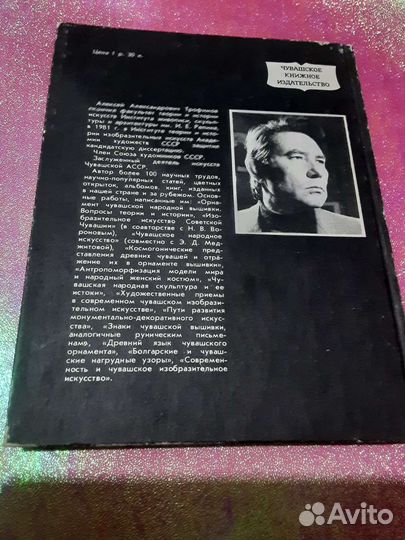 Цена 1 р. 30 к.
ЧУВАШСКОЕ
КНИЖНОЕ
ИЗДАТЕЛЬСТВО
Алексей Александрович Трофимов
окончил факультет теории и истории
искусств Института живописи, скульп-
туры и архитектуры им. И. Е. Репина,
в 1981 г. в Институте теории и исто-
рии изобразительных искусств Акаде-
мии художеств СССР защитил
кандидатскую диссертацию.
Член Союза художников СССР.
Заслуженный деятель искусств
Чувашской АССР.
Автор более 100 научных трудов,
научно-популярных статей, цветных
открыток, альбомов, книг, изданных
в нашей стране и за рубежом. Основ-
ные работы, написанные им: «Орна-
мент чувашской народной вышивки.
Вопросы теории и истории», «Изо-
бразительное искусство Советской
Чувашии» (в соавторстве с Н. В. Во-
роновым), «Чувашское народное
искусство» (совместно с Э. Д. Мед-
житовой), «Космогонические пред-
ставления древних чувашей и отра-
жение их в орнаменте вышивки»,
«Антропоморфизация модели мира
и народный женский костюм», «Чу-
вашская народная скульптура и ее
истоки», «Художественные приемы
в современном чувашском изобрази-
тельном искусстве», «Пути развития
монументально-декоративного искус-
ства», «Знаки чувашской вышивки,
аналогичные руническим письме-
нам», «Древний язык чувашского
орнамента», «Болгарские и чуваш-
ские нагрудные узоры», «Современ-
ность и чувашское изобразительное
искусство».
Avito